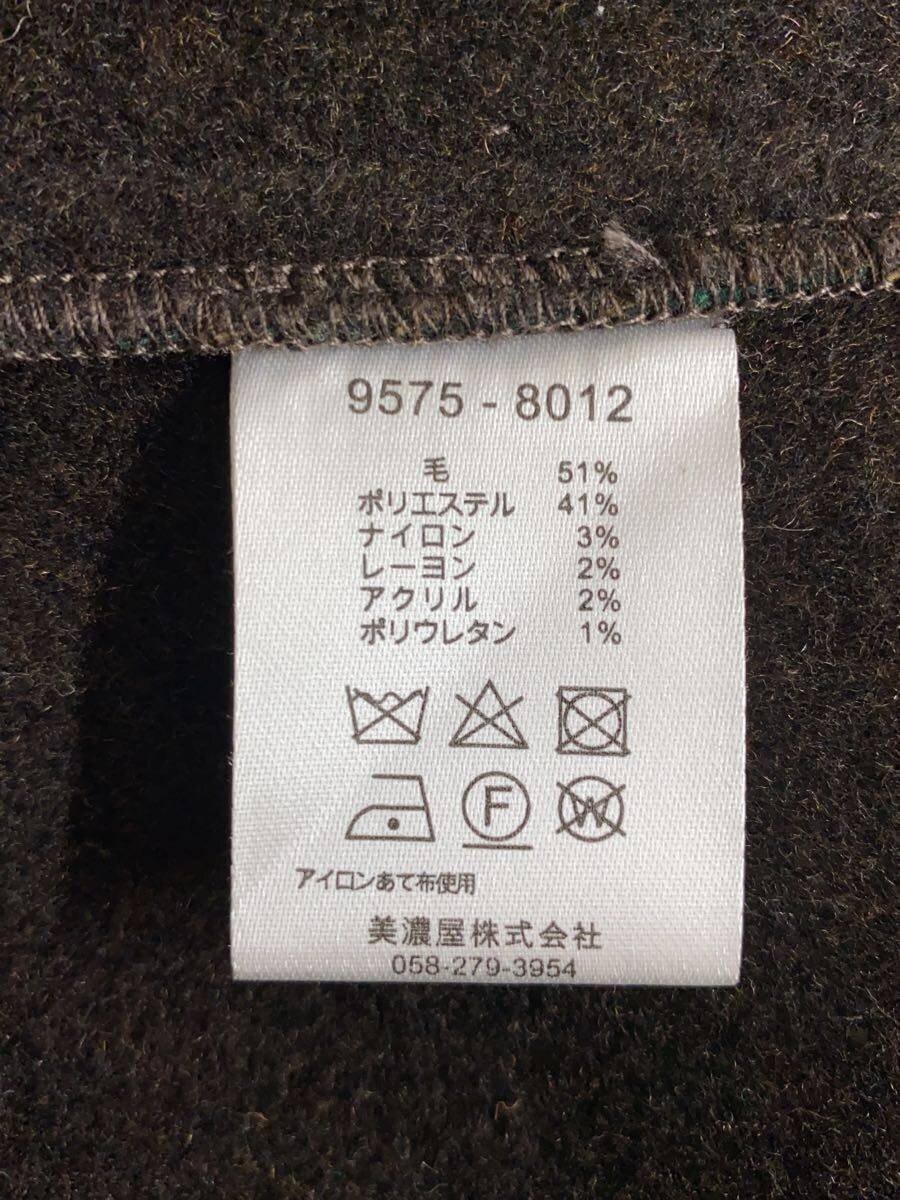 9575 - 8012
毛 51%
ポリエステル 41%
ナイロン 3%
レーヨン 2%
アクリル 2%
ポリウレタン 1%
F W
アイロンあて布使用
美濃屋株式会社
058-279-3954